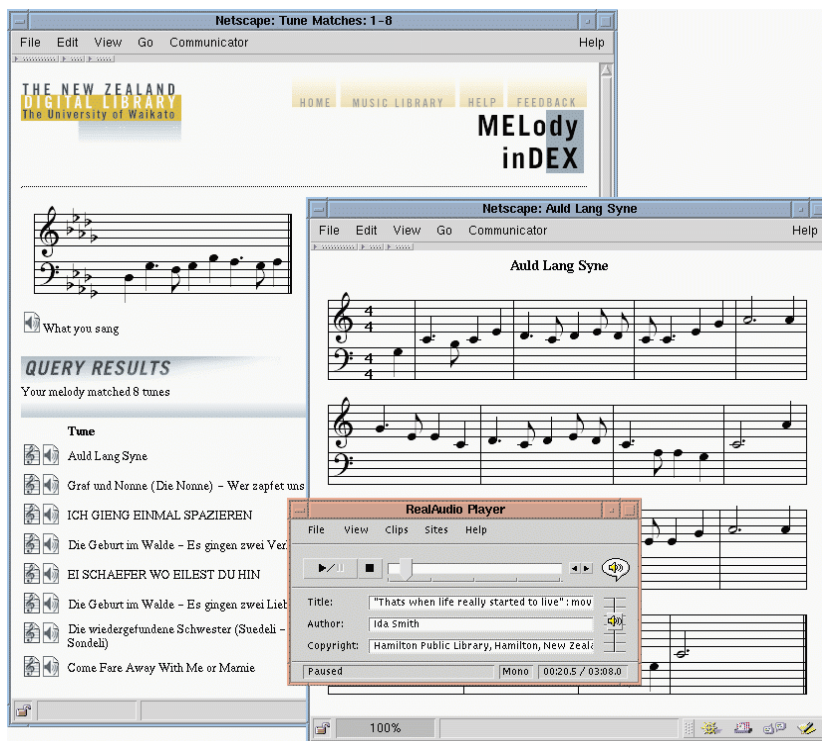 Netscape: Tune Matches: 1-8
File Edit View Go Communicator Help
THE NEW ZEALAND
DIGITAL LIBRARY
The University of Waikato
HOME MUSIC LIBRARY HELP FEEDBACK
MELody
inDEX
What you sang
QUERY RESULTS
Your melody matched 8 tunes
Tune
Auld Lang Syne
Graf und Nonne (Die Nonne) - Wer zapfet uns
ICH GIENG EINMAL SPAZIEREN
Die Geburt im Walde - Es gingen zwei
EI SCHAEFER WO EILEST DU HIN
Die Geburt im Walde - Es gingen zwei
Die wiedergefundene Schwester (Suedeli -
Sondeli)
Come Fare Away With Me or Marnie
Netscape: Auld Lang Syne
File Edit View Go Communicator Help
Auld Lang Syne
4
4
4
4
100%
RealAudio Player
File View Clips Sites Help
Title: "Thats when life really started to live" : mov
Author: Ida Smith
Copyright: Hamilton Public Library, Hamilton, New Zeala
Paused Mono 00:20.5 / 03:08.0